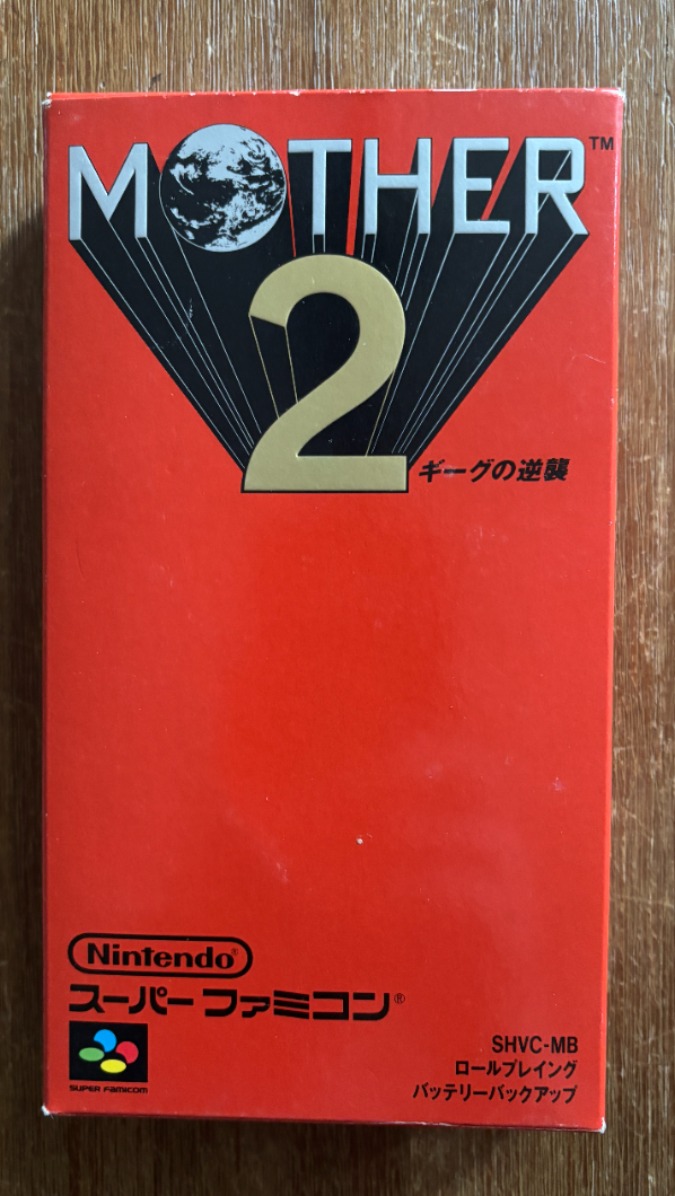 MOTHER™
2
ギーグの逆襲
Nintendo®
スーパーファミコン®
SUPER FAMICOM
SHVC-MB
ロールプレイング
バッテリーバックアップ